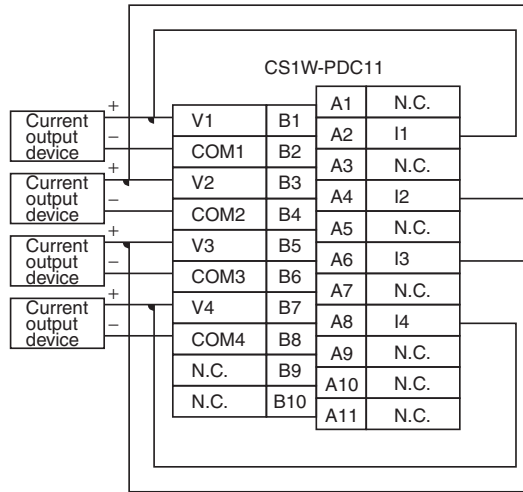 CS1W-PDC11
+
Current
output
device
−
+
Current
output
device
−
+
Current
output
device
−
+
Current
output
device
−
V1 B1
COM1 B2
V2 B3
COM2 B4
V3 B5
COM3 B6
V4 B7
COM4 B8
N.C. B9
N.C. B10
A1 N.C.
A2 I1
A3 N.C.
A4 I2
A5 N.C.
A6 I3
A7 N.C.
A8 I4
A9 N.C.
A10 N.C.
A11 N.C.